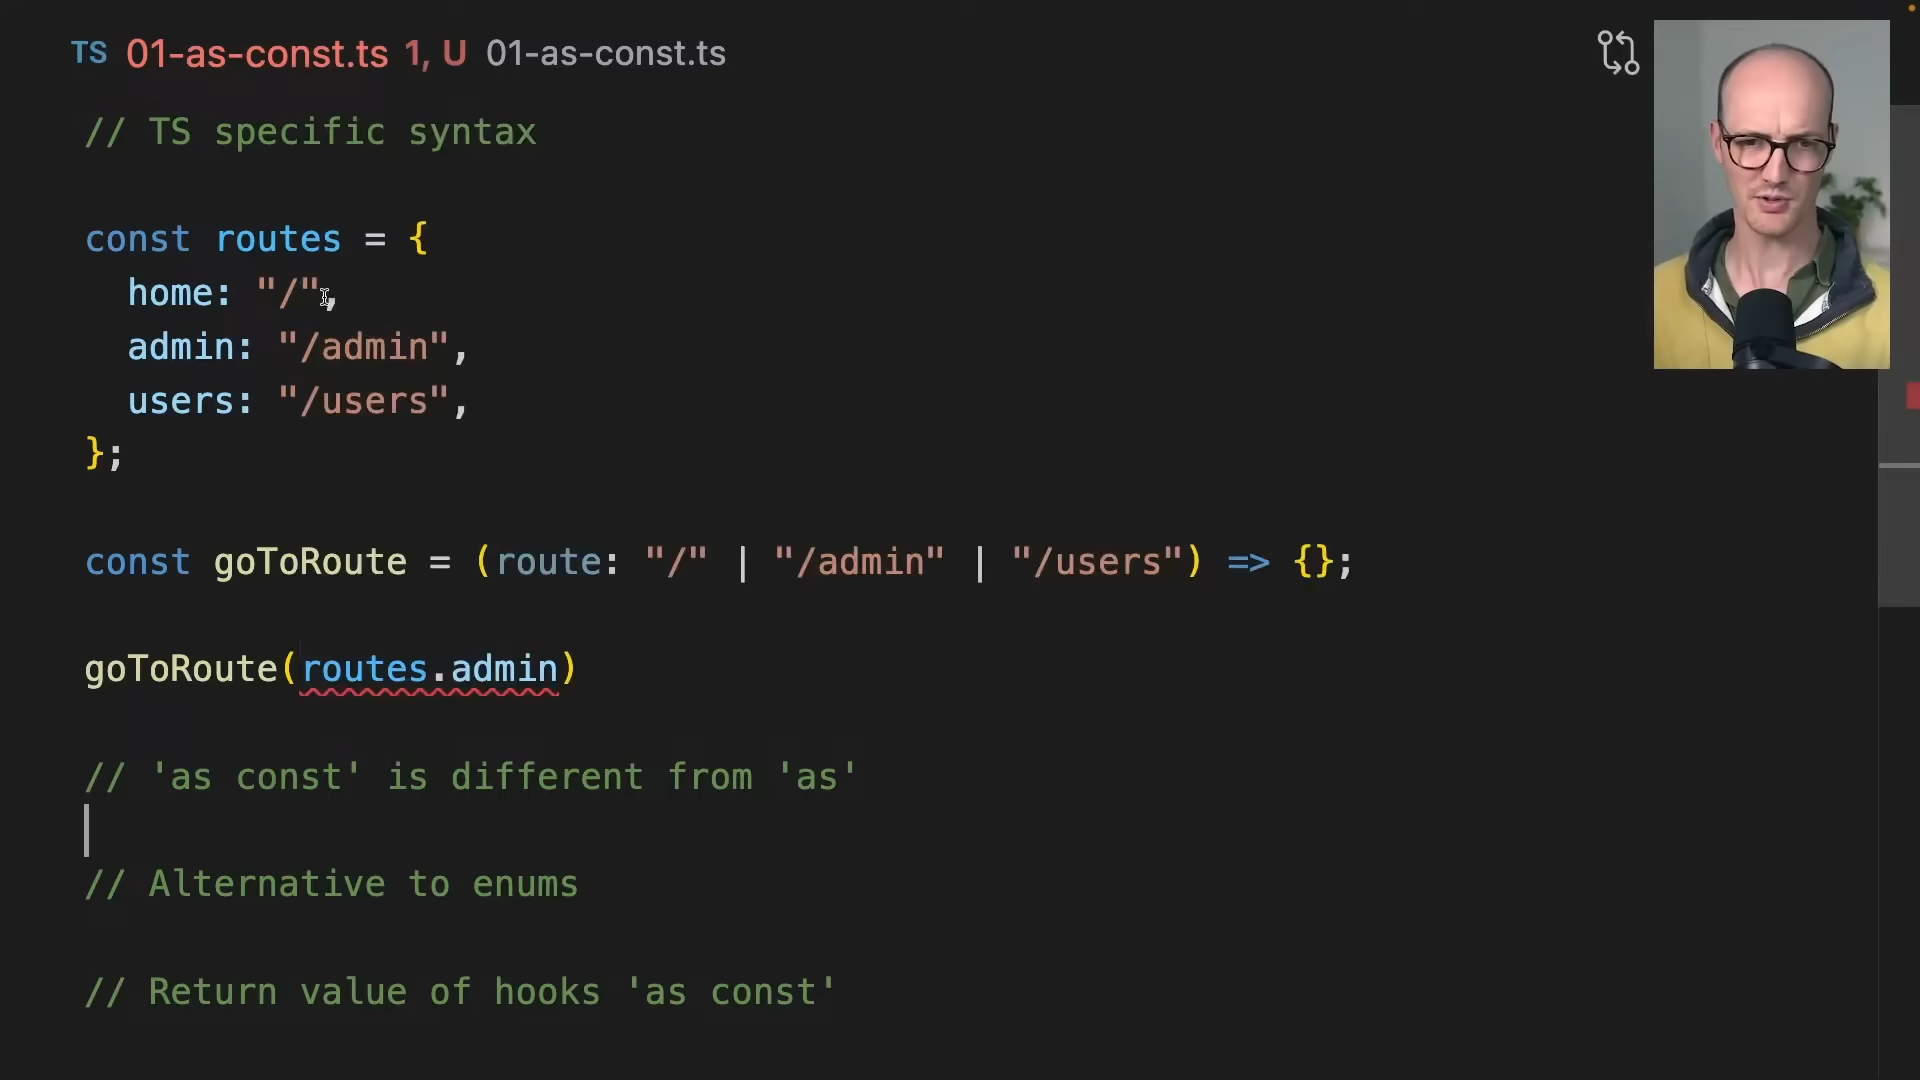 TS 01-as-const.ts 1, U 01-as-const.ts
// TS specific syntax
const routes = {
  home: "/",
  admin: "/admin",
  users: "/users",
};
const goToRoute = (route: "/" | "/admin" | "/users") => {};
goToRoute(routes.admin)
// 'as const' is different from 'as'
// Alternative to enums
// Return value of hooks 'as const'